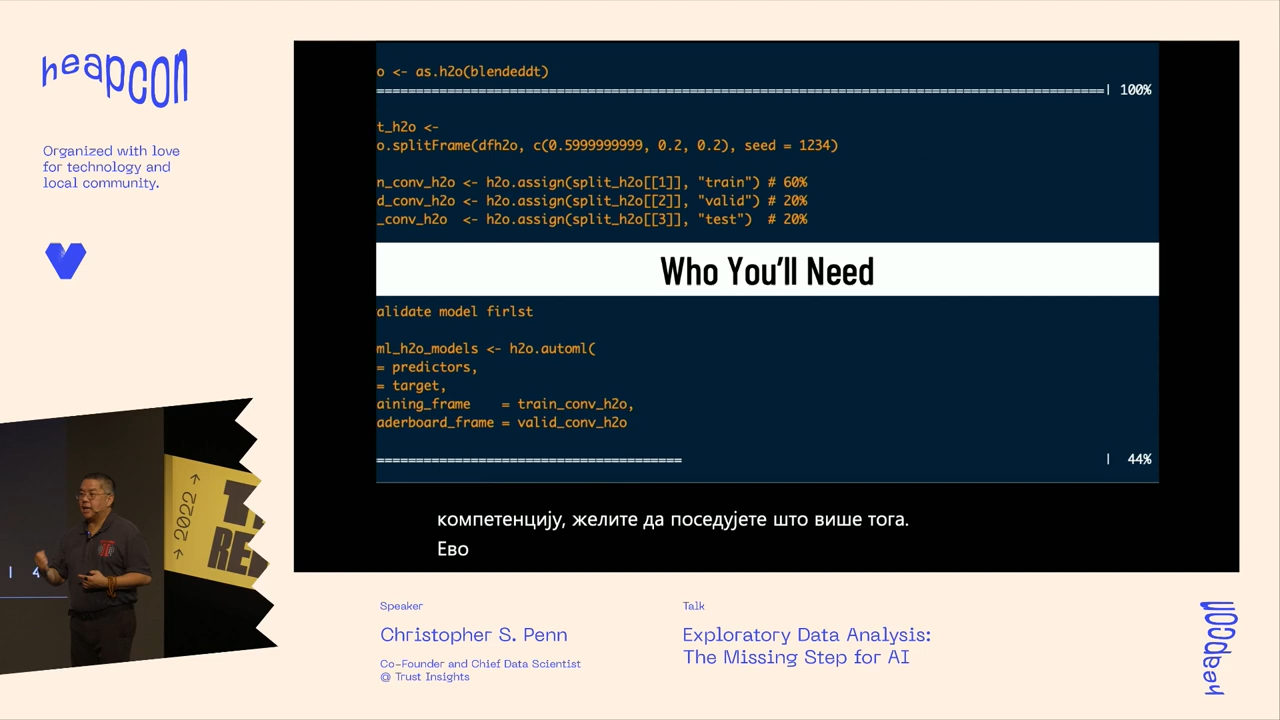 heapcon
Organized with love
for technology and
local community.
o <- as.h2o(blendeddt)
| 100%
t_h2o <-
o.splitFrame(dfh2o, c(0.5999999999, 0.2, 0.2), seed = 1234)
n_conv_h2o <- h2o.assign(split_h2o[[1]], "train") # 60%
d_conv_h2o <- h2o.assign(split_h2o[[2]], "valid") # 20%
_conv_h2o <- h2o.assign(split_h2o[[3]], "test") # 20%
Who You'll Need
alidate model firlst
ml_h2o_models <- h2o.automl(
= predictors,
= target,
aining_frame = train_conv_h2o,
aderboard_frame = valid_conv_h2o
| 44%
компетенцију, желите да поседујете што више тога.
Ево
→ 2022 →
| 4
Speaker
Christopher S. Penn
Co-Founder and Chief Data Scientist
@ Trust Insights
Talk
Exploratory Data Analysis:
The Missing Step for AI
heapcon